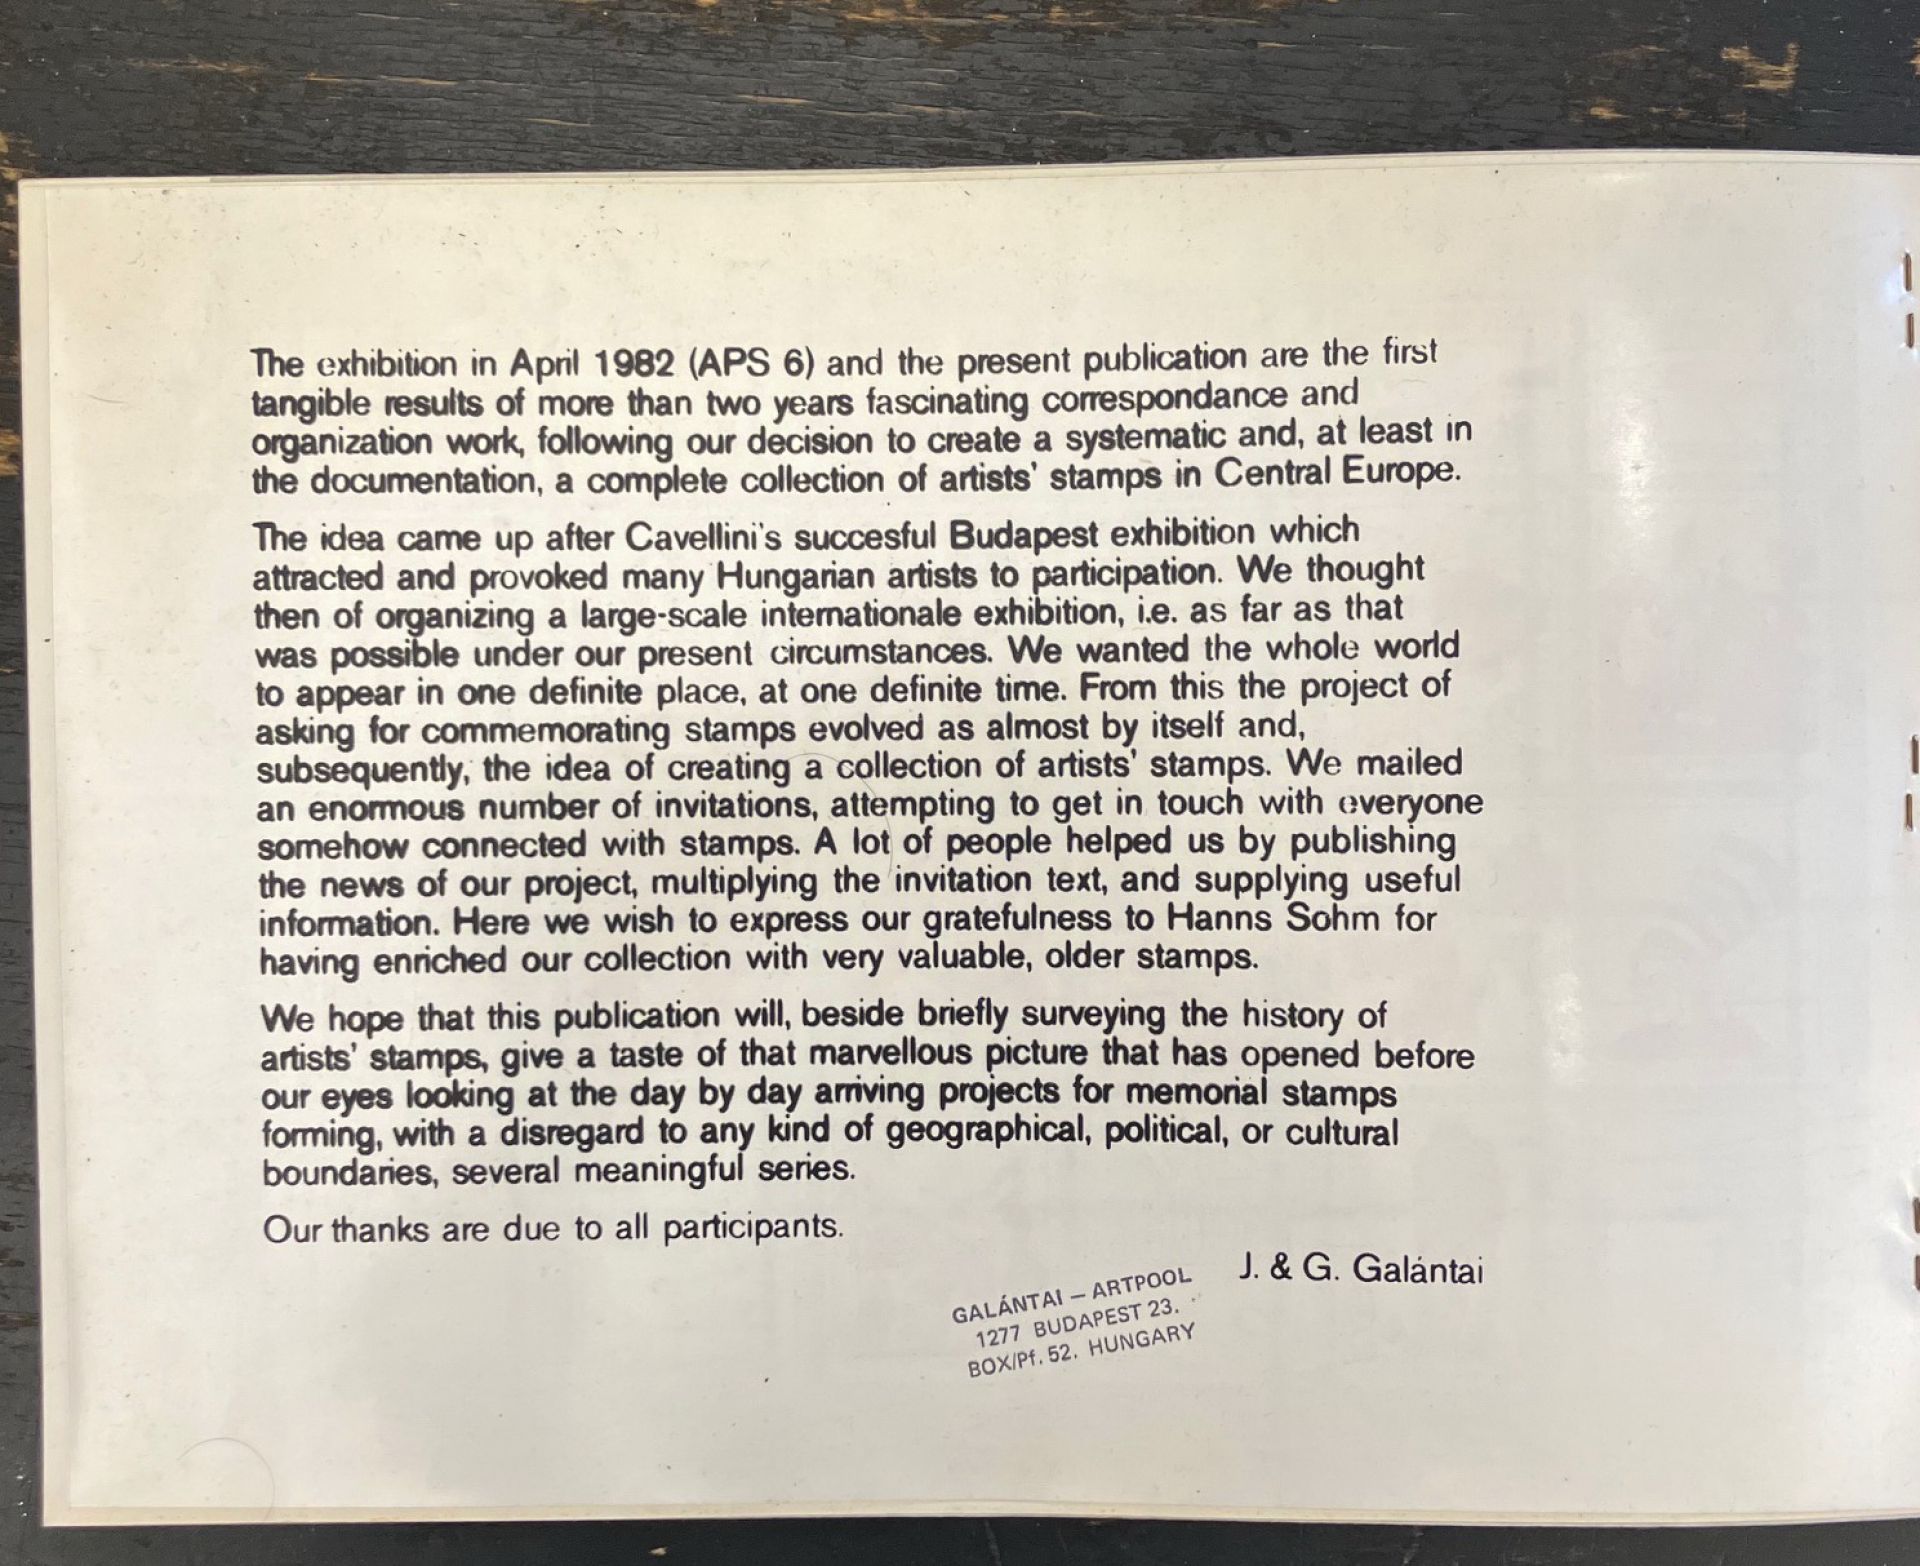 The exhibition in April 1982 (APS 6) and the present publication are the first
tangible results of more than two years fascinating correspondance and
organization work, following our decision to create a systematic and, at least in
the documentation, a complete collection of artists' stamps in Central Europe.
The idea came up after Cavellini's succesful Budapest exhibition which
attracted and provoked many Hungarian artists to participation. We thought
then of organizing a large-scale internationale exhibition, i.e. as far as that
was possible under our present circumstances. We wanted the whole world
to appear in one definite place, at one definite time. From this the project of
asking for commemorating stamps evolved as almost by itself and,
subsequently, the idea of creating a collection of artists' stamps. We mailed
an enormous number of invitations, attempting to get in touch with everyone
somehow connected with stamps. A lot of people helped us by publishing
the news of our project, multiplying the invitation text, and supplying useful
information. Here we wish to express our gratefulness to Hanns Sohm for
having enriched our collection with very valuable, older stamps.
We hope that this publication will, beside briefly surveying the history of
artists' stamps, give a taste of that marvellous picture that has opened before
our eyes looking at the day by day arriving projects for memorial stamps
forming, with a disregard to any kind of geographical, political, or cultural
boundaries, several meaningful series.
Our thanks are due to all participants.
J. & G. Galántai
GALÁNTAI — ARTPOOL
1277 BUDAPEST 23.
BOX/Pf. 52. HUNGARY